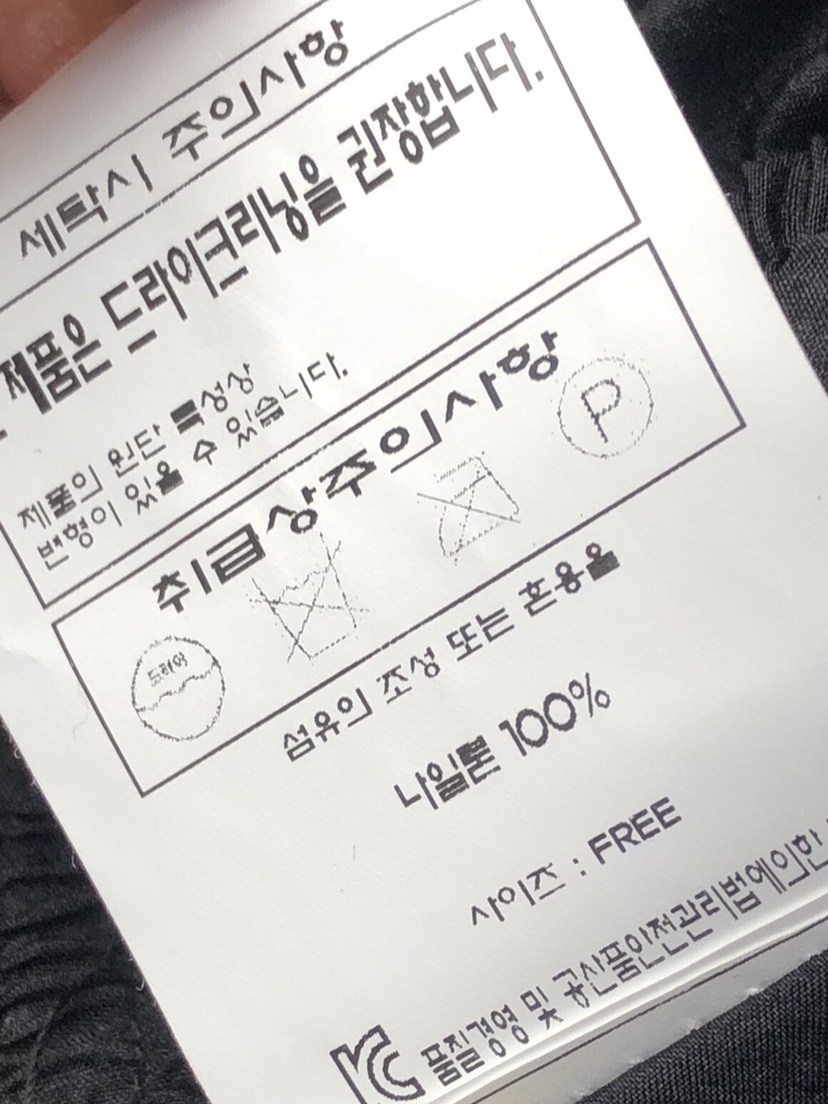 세탁시 주의사항
제품은 드라이크리닝을 권장합니다.
제품의 원단 특성상
변형이 있을 수 있습니다.
취급상주의사항
드라이
P
섬유의 조성 또는 혼용율
나일론 100%
사이즈 : FREE
품질경영 및 공산품안전관리법에의한